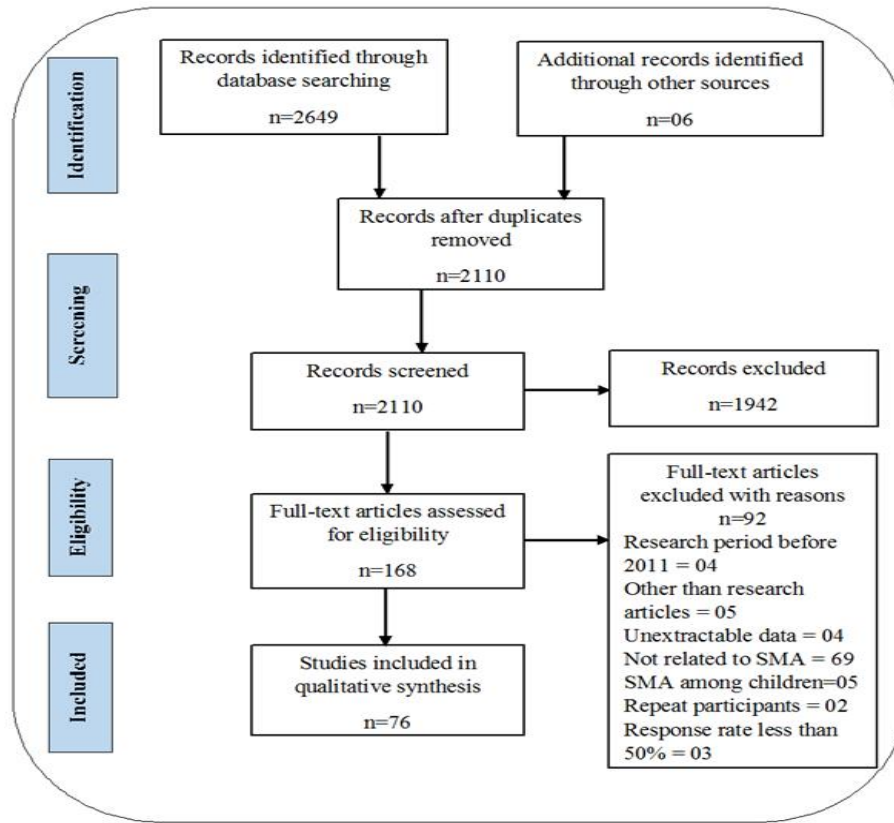 Identification
Records identified through
database searching
n=2649
Additional records identified
through other sources
n=06
Records after duplicates
removed
n=2110
Screening
Records screened
n=2110
Records excluded
n=1942
Eligibility
Full-text articles assessed
for eligibility
n=168
Full-text articles
excluded with reasons
n=92
Research period before
2011 = 04
Other than research
articles = 05
Unextractable data = 04
Not related to SMA = 69
SMA among children=05
Repeat participants = 02
Response rate less than
50% = 03
Included
Studies included in
qualitative synthesis
n=76